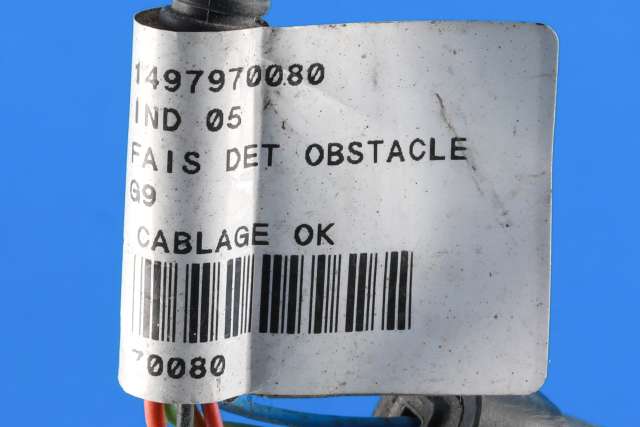 1497970080
IND 05
FAIS DET OBSTACLE
G9
CABLAGE OK
70080